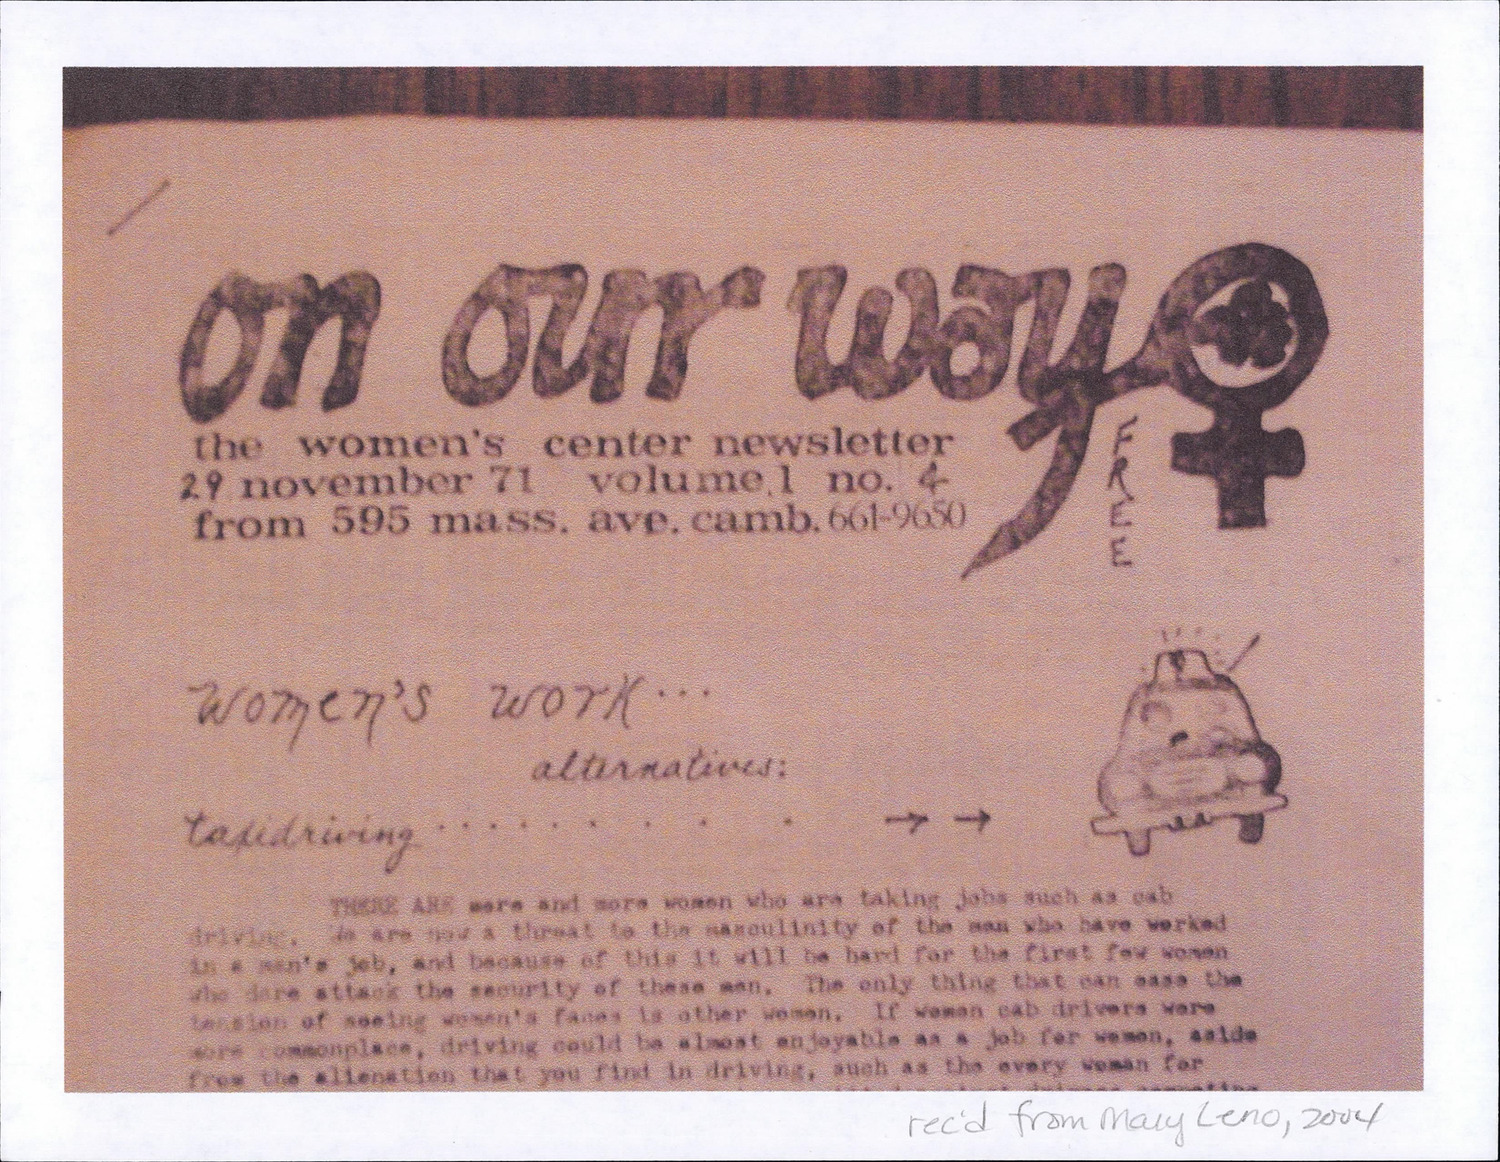 on our way
FREE
the women's center newsletter
29 november 71 volume 1 no. 4
from 595 mass. ave. camb. 661-9650
women's work...
alternatives:
taxidriving . . . . . . . . . → →
THERE ARE more and more women who are taking jobs such as cab
driving. We are now a threat to the masculinity of the men who have worked
in a man's job, and because of this it will be hard for the first few women
who dare attack the security of these men. The only thing that can ease the
tension of seeing women's faces is other women. If women cab drivers were
more commonplace, driving could be almost enjoyable as a job for women, aside
from the alienation that you find in driving, such as the every woman for
rec'd from Mary Leno, 2004